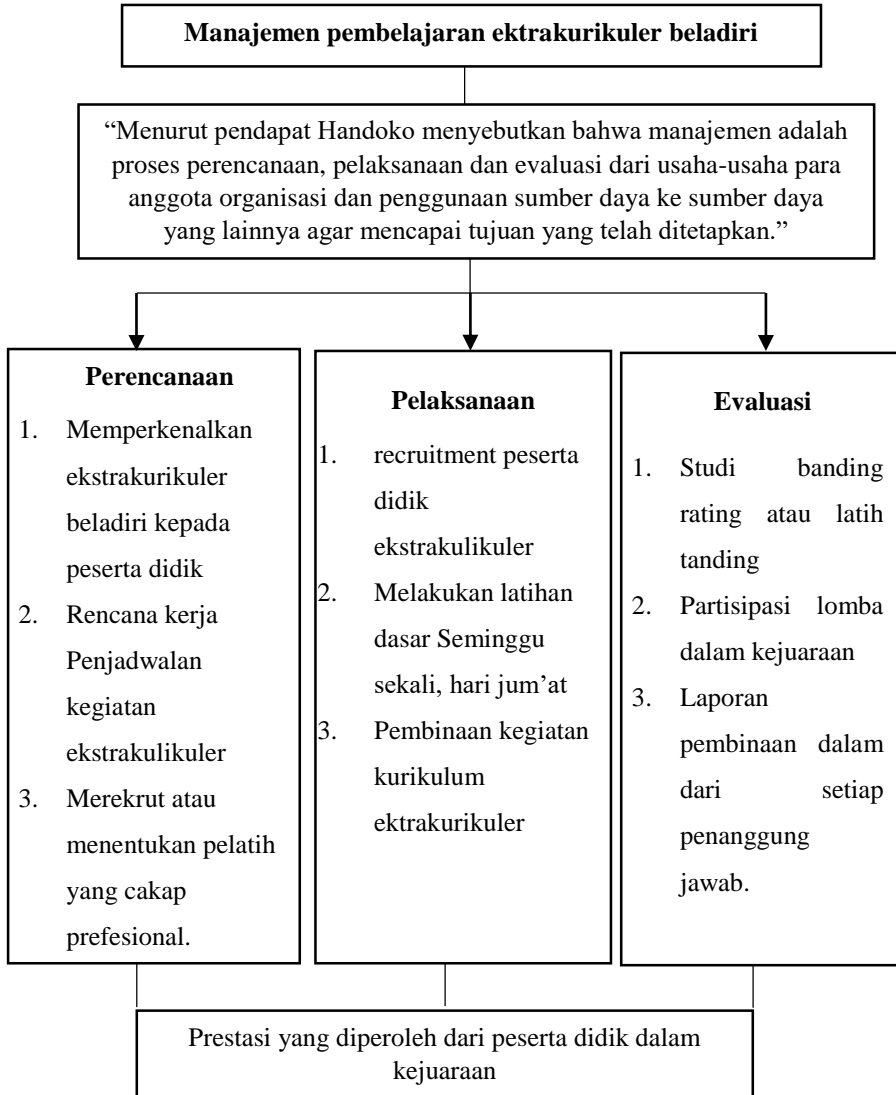 Manajemen pembelajaran ektrakurikuler beladiri
“Menurut pendapat Handoko menyebutkan bahwa manajemen adalah
proses perencanaan, pelaksanaan dan evaluasi dari usaha-usaha para
anggota organisasi dan penggunaan sumber daya ke sumber daya
yang lainnya agar mencapai tujuan yang telah ditetapkan.”
Perencanaan
1. Memperkenalkan
ekstrakurikuler
beladiri kepada
peserta didik
2. Rencana kerja
Penjadwalan
kegiatan
ekstrakulikuler
3. Merekrut atau
menentukan pelatih
yang cakap
prefesional.
Pelaksanaan
1. recruitment peserta
didik
ekstrakulikuler
2. Melakukan latihan
dasar Seminggu
sekali, hari jum’at
3. Pembinaan kegiatan
kurikulum
ektrakurikuler
Evaluasi
1. Studi banding
rating atau latih
tanding
2. Partisipasi lomba
dalam kejuaraan
3. Laporan
pembinaan dalam
dari setiap
penanggung
jawab.
Prestasi yang diperoleh dari peserta didik dalam
kejuaraan